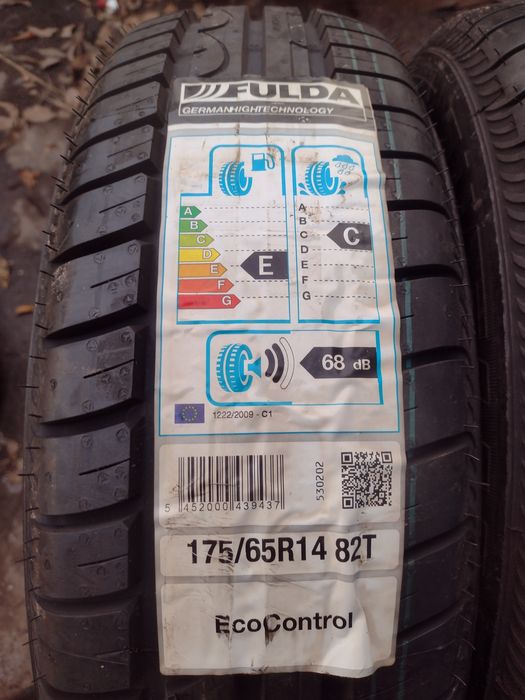 FULDA
GERMANHIGHTECHNOLOGY
A
B
C
D
E
F
G
E
A
B
C
D
E
F
G
C
68 dB
1222/2009 - C1
530202
5 452000 439437
175/65R14 82T
EcoControl